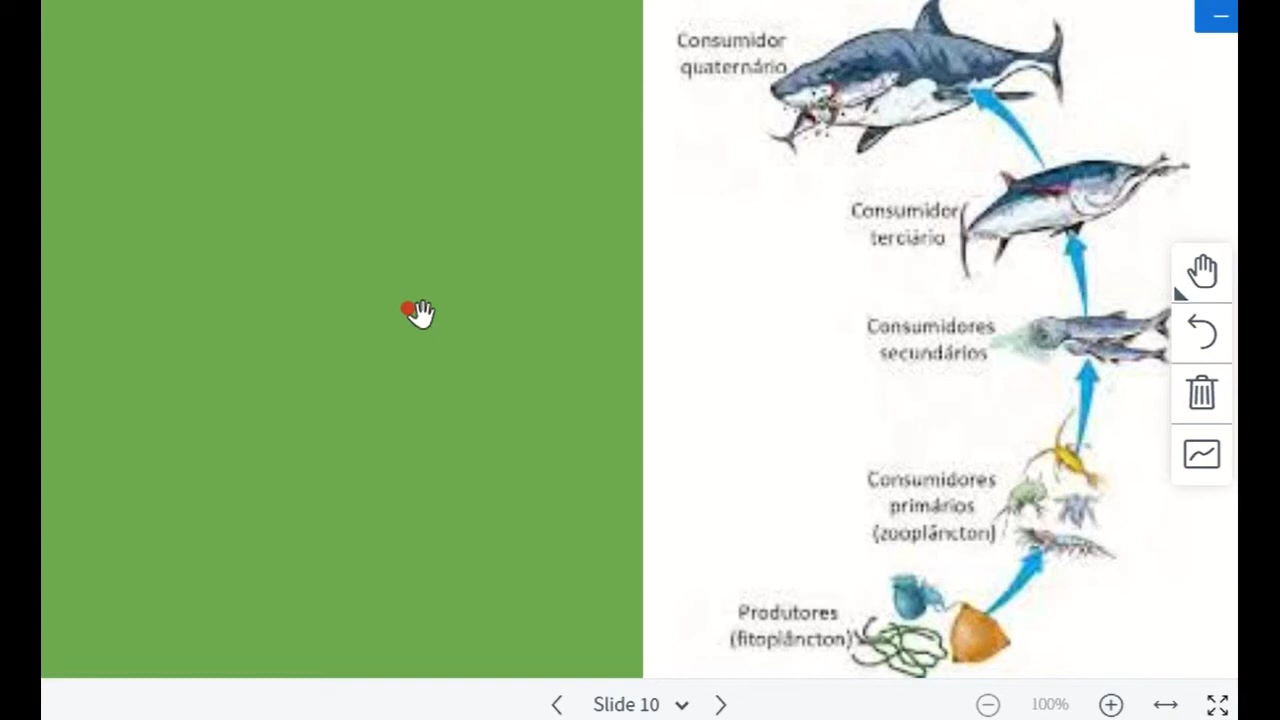 Consumidor
quaternário
Consumidor
terciário
Consumidores
secundários
Consumidores
primários
(zooplâncton)
Produtores
(fitoplâncton)
Slide 10
100%